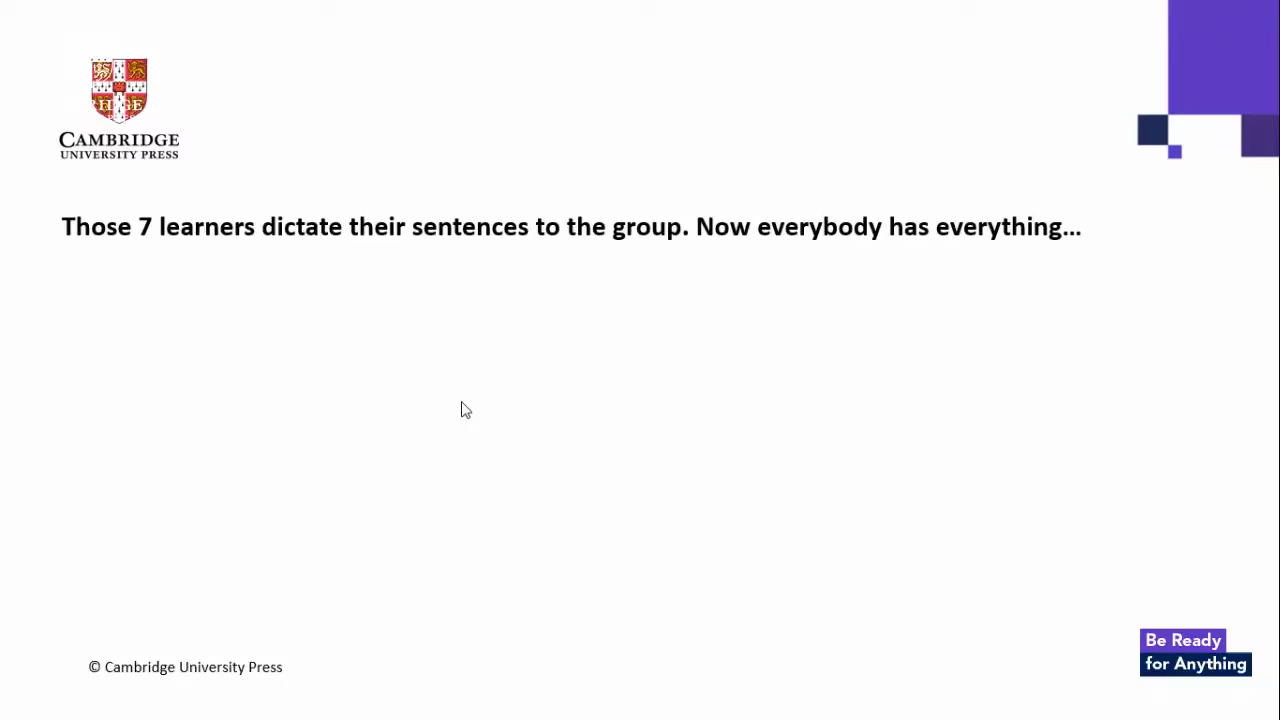 CAMBRIDGE
UNIVERSITY PRESS
Those 7 learners dictate their sentences to the group. Now everybody has everything...
© Cambridge University Press
Be Ready
for Anything